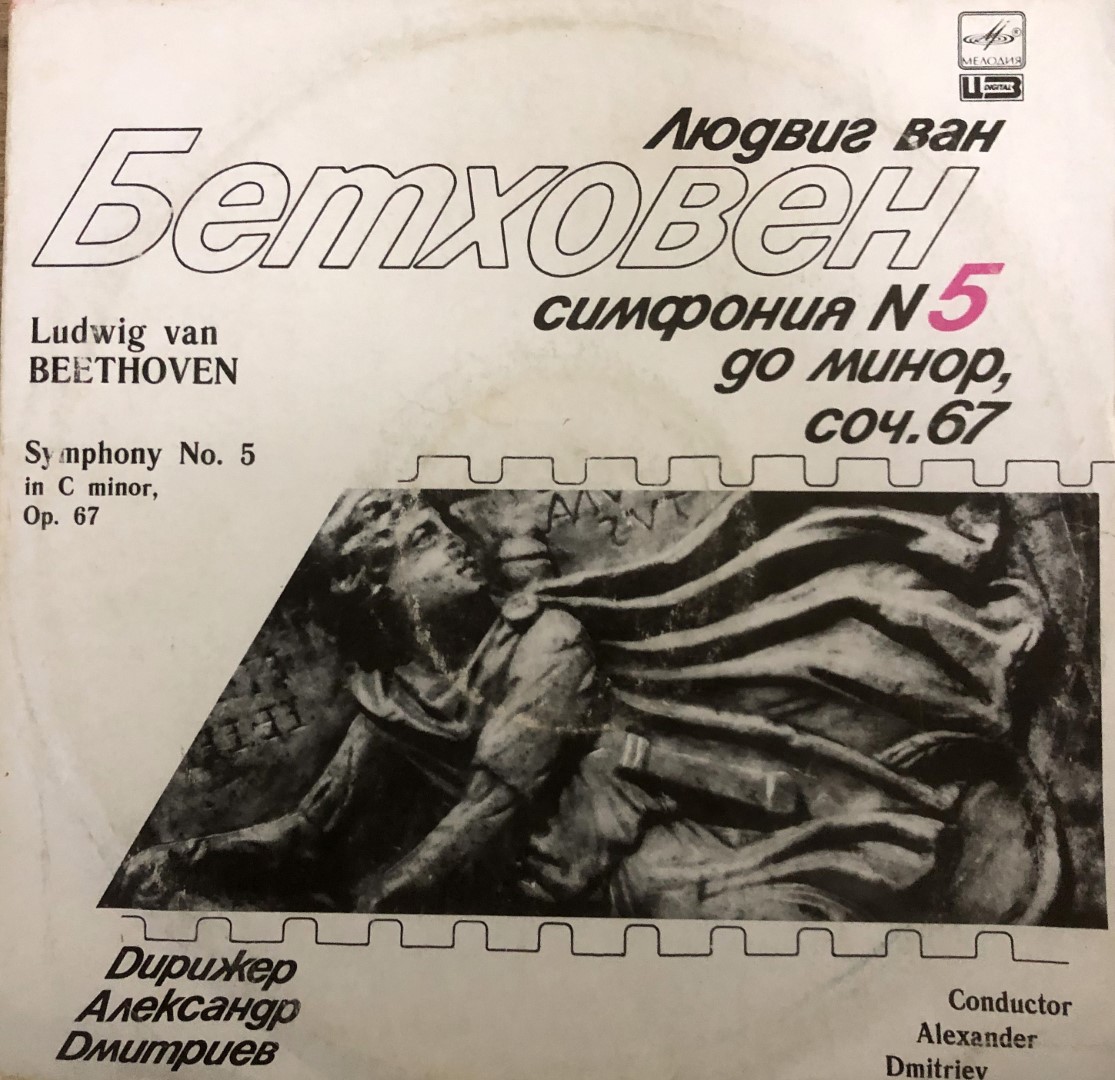 МЕЛОДИЯ
ЦЗ DIGITAL
Людвиг ван
Бетховен
симфония N5
до минор,
соч.67
Ludwig van
BEETHOVEN
Symphony No. 5
in C minor,
Op. 67
Дирижер
Александр
Дмитриев
Conductor
Alexander
Dmitriev